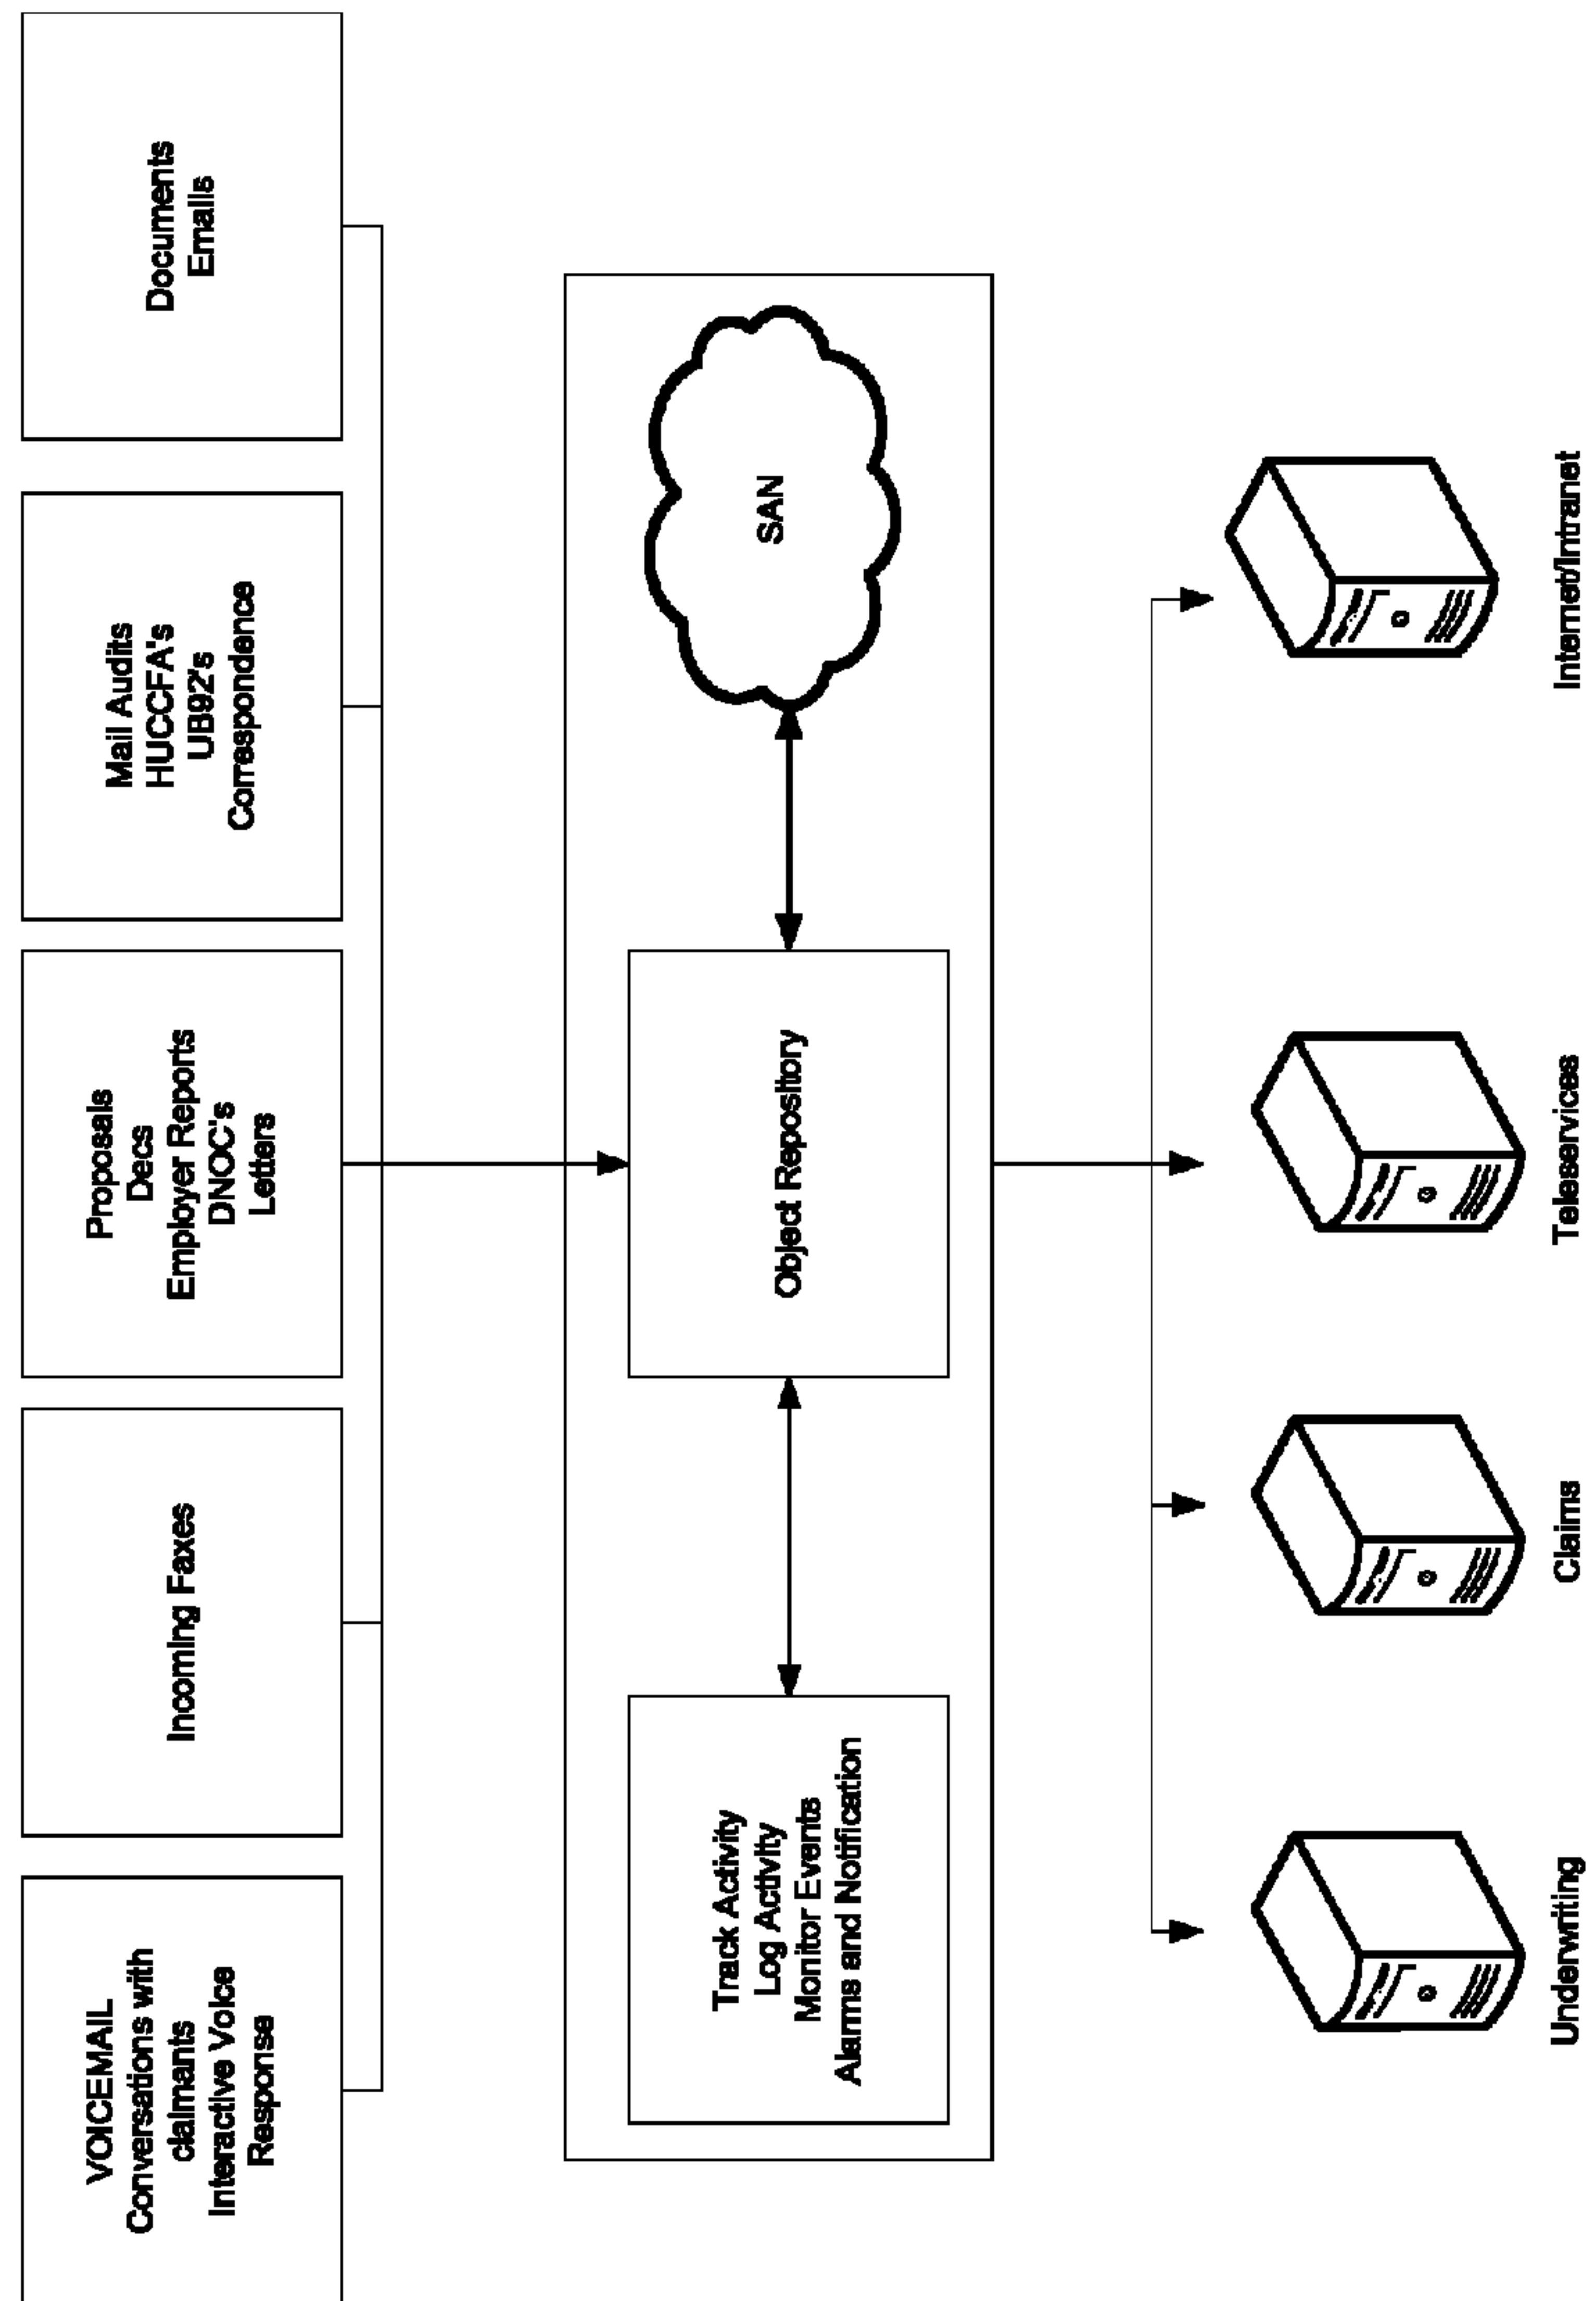 VOICEMAIL
Conversations with
claimants
Interactive Voice
Response
Incoming Faxes
Proposals
Decs
Employer Reports
DNOC's
Letters
Mail Audits
HUCCFA's
UB92's
Correspondence
Documents
Emails
Track Activity
Log Activity
Monitor Events
Alarms and Notification
Object Repository
SAN
Underwriting
Claims
Teleservices
Internet/Intranet